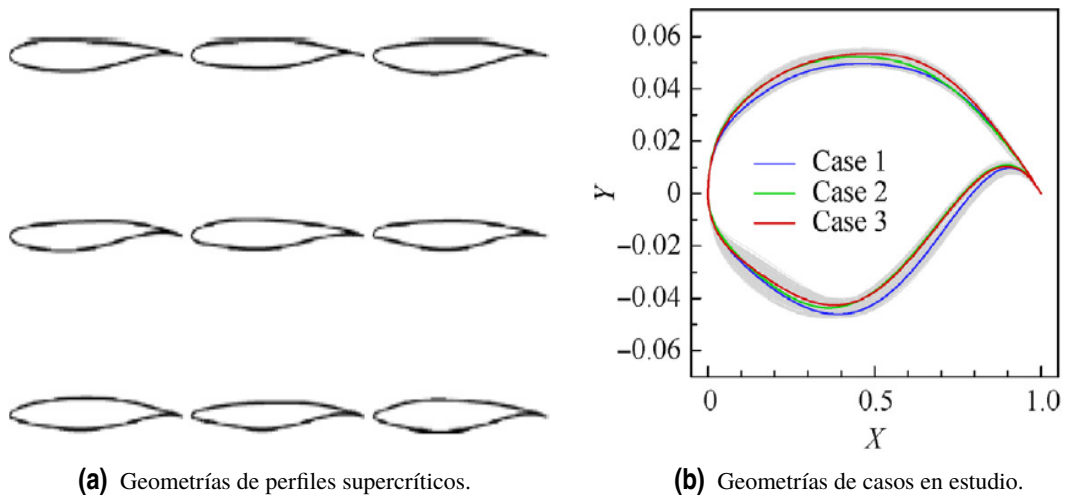 0.06
0.04
0.02
0
−0.02
−0.04
−0.06
Y
Case 1
Case 2
Case 3
0
0.5
1.0
X
(a) Geometrías de perfiles supercríticos.
(b) Geometrías de casos en estudio.